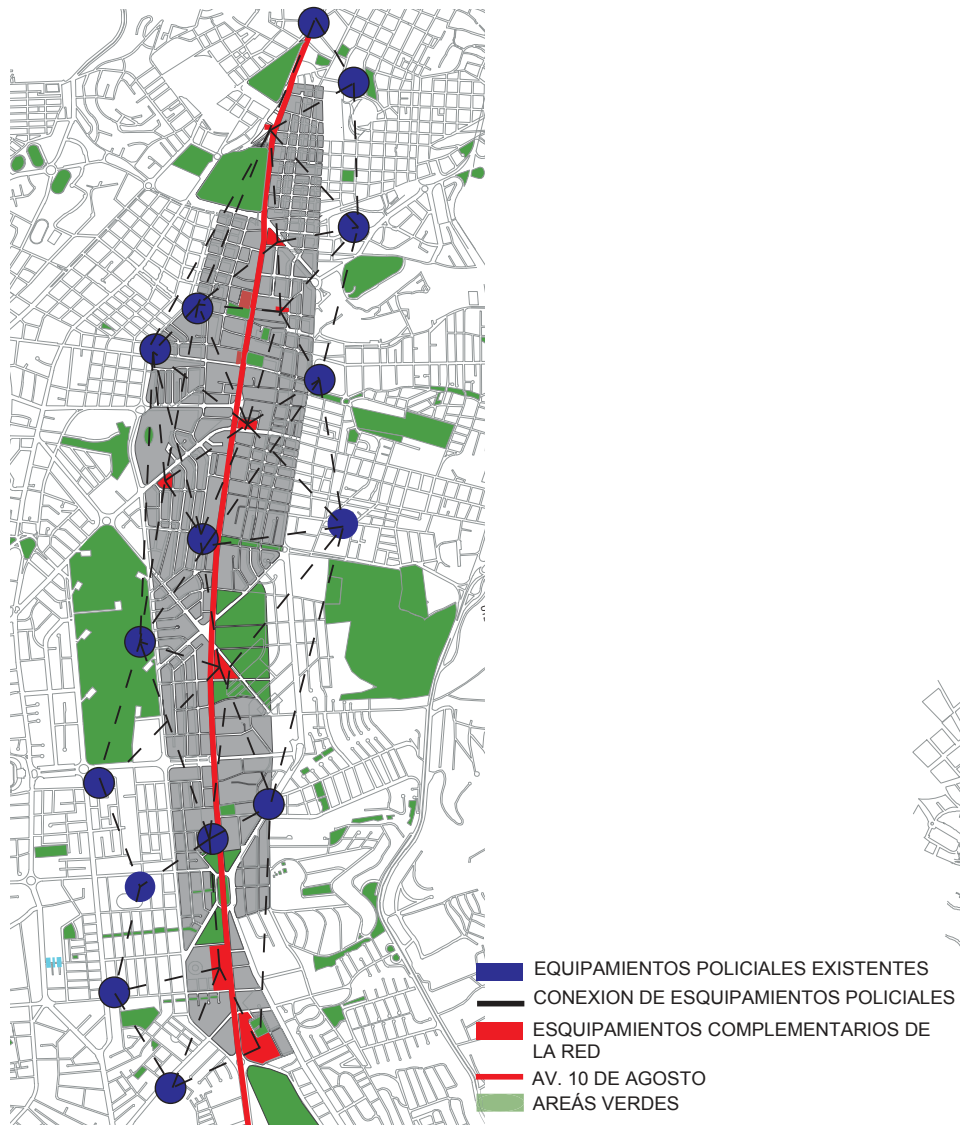 EQUIPAMIENTOS POLICIALES EXISTENTES
CONEXION DE ESQUIPAMIENTOS POLICIALES
ESQUIPAMIENTOS COMPLEMENTARIOS DE
LA RED
AV. 10 DE AGOSTO
AREÁS VERDES